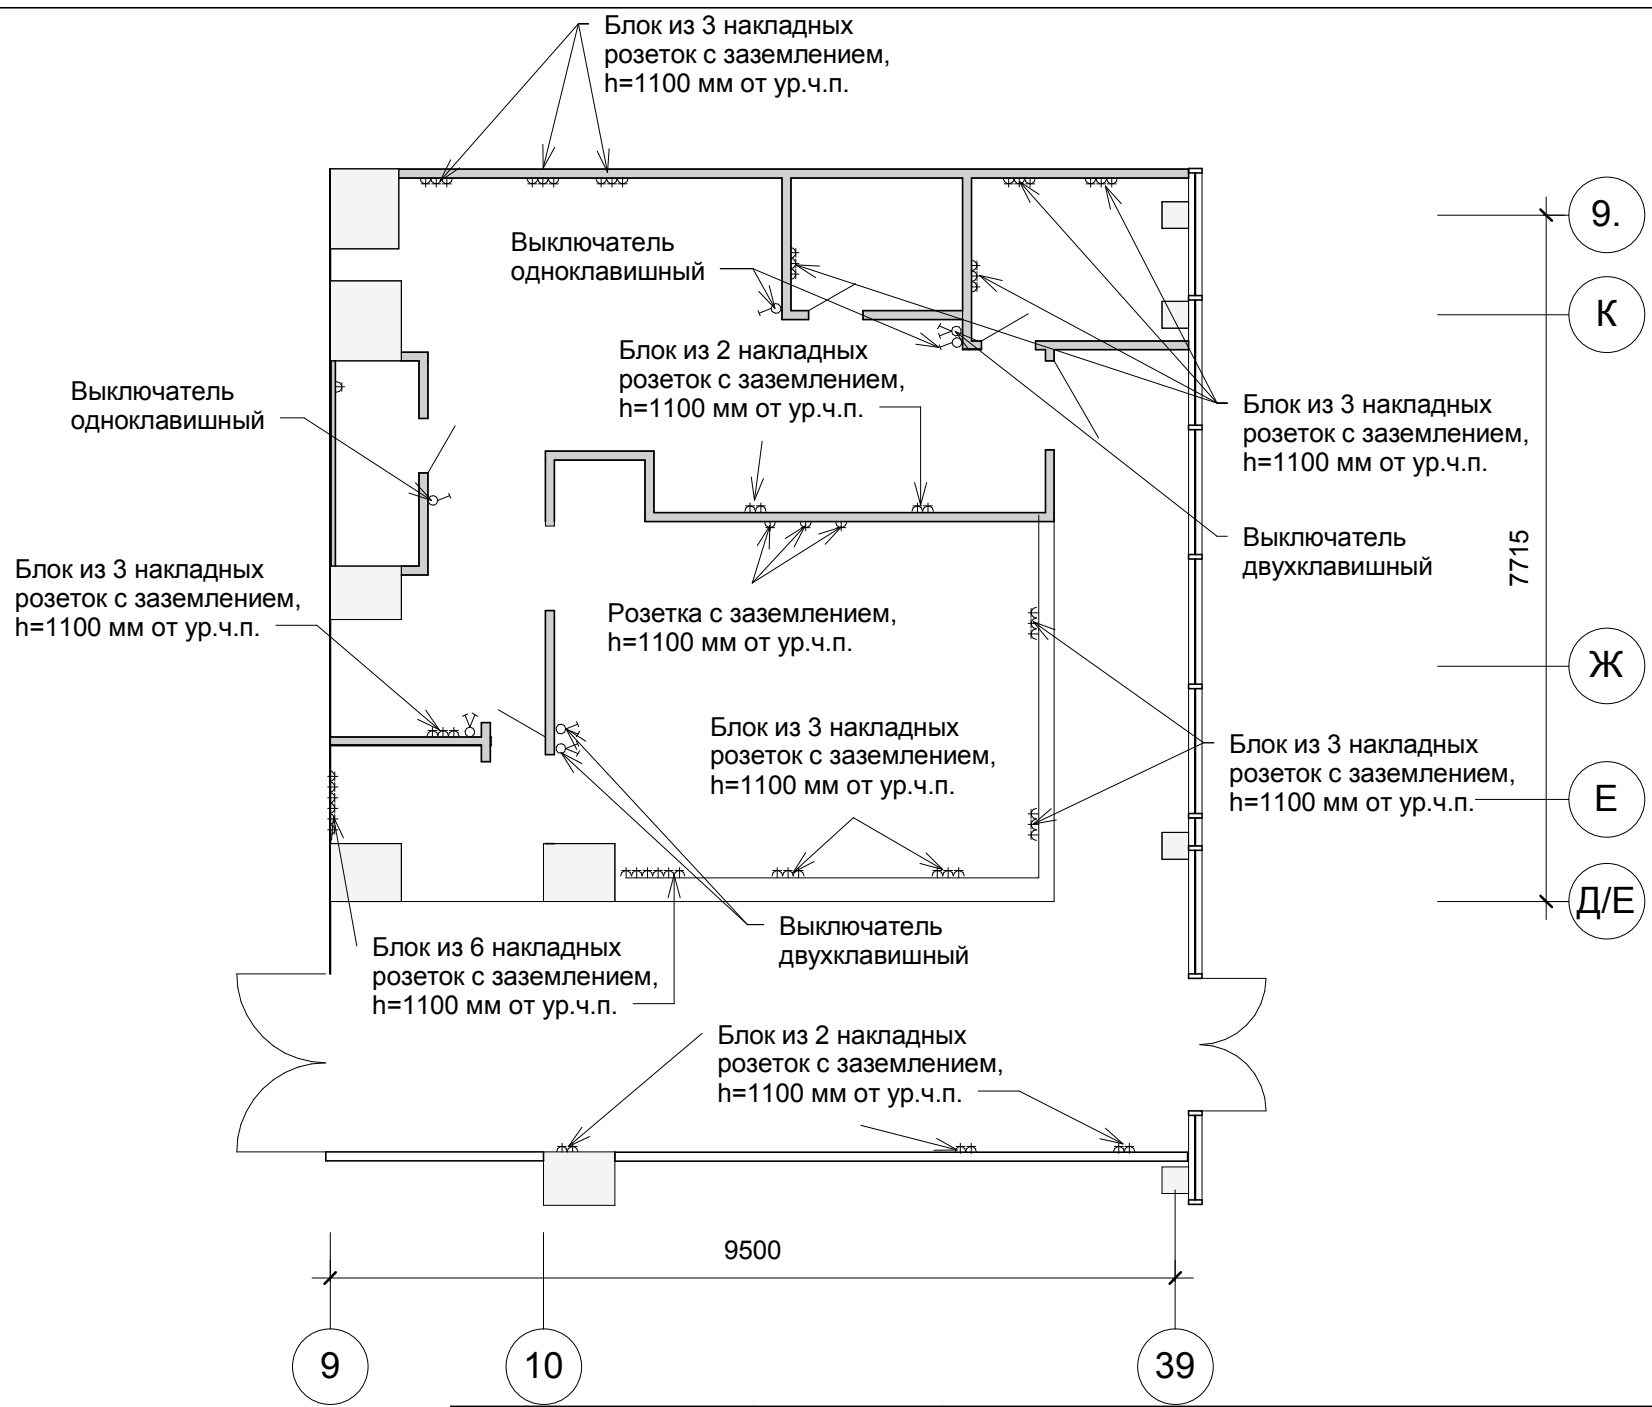 Блок из 3 накладных
розеток с заземлением,
h=1100 мм от ур.ч.п.
9.
Выключатель
одноклавишный
К
Блок из 2 накладных
розеток с заземлением,
h=1100 мм от ур.ч.п.
Выключатель
одноклавишный
Блок из 3 накладных
розеток с заземлением,
h=1100 мм от ур.ч.п.
Выключатель
двухклавишный
7715
Блок из 3 накладных
розеток с заземлением,
h=1100 мм от ур.ч.п.
Розетка с заземлением,
h=1100 мм от ур.ч.п.
Ж
Блок из 3 накладных
розеток с заземлением,
h=1100 мм от ур.ч.п.
Блок из 3 накладных
розеток с заземлением,
h=1100 мм от ур.ч.п.
Е
Д/Е
Выключатель
двухклавишный
Блок из 6 накладных
розеток с заземлением,
h=1100 мм от ур.ч.п.
Блок из 2 накладных
розеток с заземлением,
h=1100 мм от ур.ч.п.
9500
9
10
39